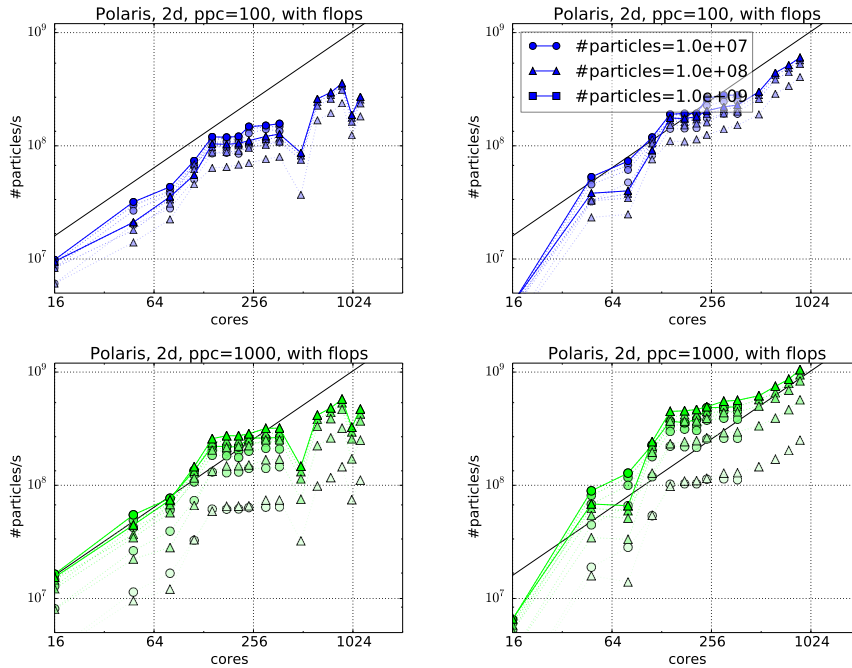 Polaris, 2d, ppc=100, with flops
10⁹
10⁸
10⁷
#particles/s
16
64
256
1024
cores
Polaris, 2d, ppc=100, with flops
#particles=1.0e+07
#particles=1.0e+08
#particles=1.0e+09
10⁹
10⁸
10⁷
#particles/s
16
64
256
1024
cores
Polaris, 2d, ppc=1000, with flops
10⁹
10⁸
10⁷
#particles/s
16
64
256
1024
cores
Polaris, 2d, ppc=1000, with flops
10⁹
10⁸
10⁷
#particles/s
16
64
256
1024
cores